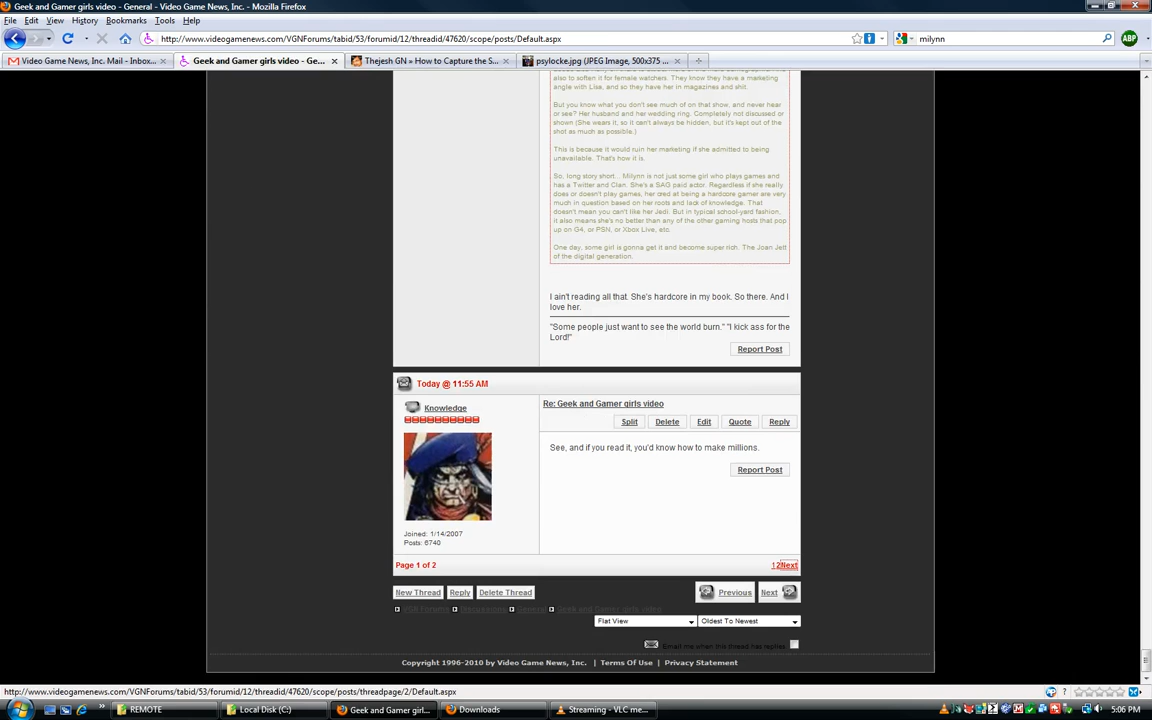 Geek and Gamer girls video - General - Video Game News, Inc. - Mozilla Firefox
File Edit View History Bookmarks Tools Help
http://www.videogamenews.com/VGNForums/tabid/53/forumid/12/threadid/47620/scope/posts/Default.aspx
milynn
ABP
Video Game News, Inc. Mail - Inbox...
Geek and Gamer girls video - Ge...
Thejesh GN » How to Capture the S...
psylocke.jpg (JPEG Image, 500x375 ...
also to soften it for female watchers. They know they have a marketing
angle with Lisa, and so they have her in magazines and shit.
But you know what you don't see much of on that show, and never hear
or see? Her husband and her wedding ring. Completely not discussed or
shown (She wears it, so it can't always be hidden, but it's kept out of the
shot as much as possible.)
This is because it would ruin her marketing if she admitted to being
unavailable. That's how it is.
So, long story short... Milynn is not just some girl who plays games and
has a Twitter and Clan. She's a SAG paid actor. Regardless if she really
does or doesn't play games, her cred at being a hardcore gamer are very
much in question based on her roots and lack of knowledge. That
doesn't mean you can't like her Jedi. But in typical school-yard fashion,
it also means she's no better than any of the other gaming hosts that pop
up on G4, or PSN, or Xbox Live, etc.
One day, some girl is gonna get it and become super rich. The Joan Jett
of the digital generation.
I ain't reading all that. She's hardcore in my book. So there. And I
love her.
"Some people just want to see the world burn." "I kick ass for the
Lord!"
Report Post
Today @ 11:55 AM
Knowledge
Re: Geek and Gamer girls video
Split Delete Edit Quote Reply
See, and if you read it, you'd know how to make millions.
Report Post
Joined: 1/14/2007
Posts: 6740
Page 1 of 2
12Next
New Thread Reply Delete Thread
Previous Next
VGN Forums Discussions General Geek and Gamer girls video
Flat View Oldest To Newest
Email me when this thread has replies
Copyright 1996-2010 by Video Game News, Inc. | Terms Of Use | Privacy Statement
http://www.videogamenews.com/VGNForums/tabid/53/forumid/12/threadid/47620/scope/posts/threadpage/2/Default.aspx
REMOTE
Local Disk (C:)
Geek and Gamer girl...
Downloads
Streaming - VLC me...
5:06 PM